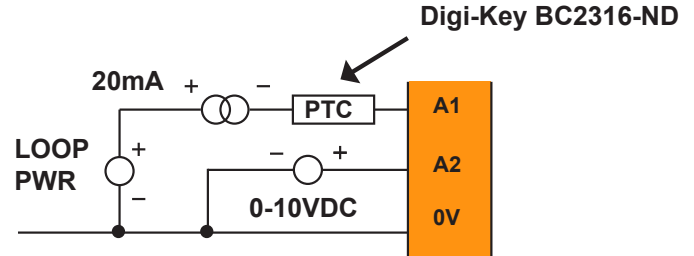 Digi-Key BC2316-ND
20mA + −
PTC
A1
LOOP
PWR
+
−
− +
A2
0-10VDC
0V